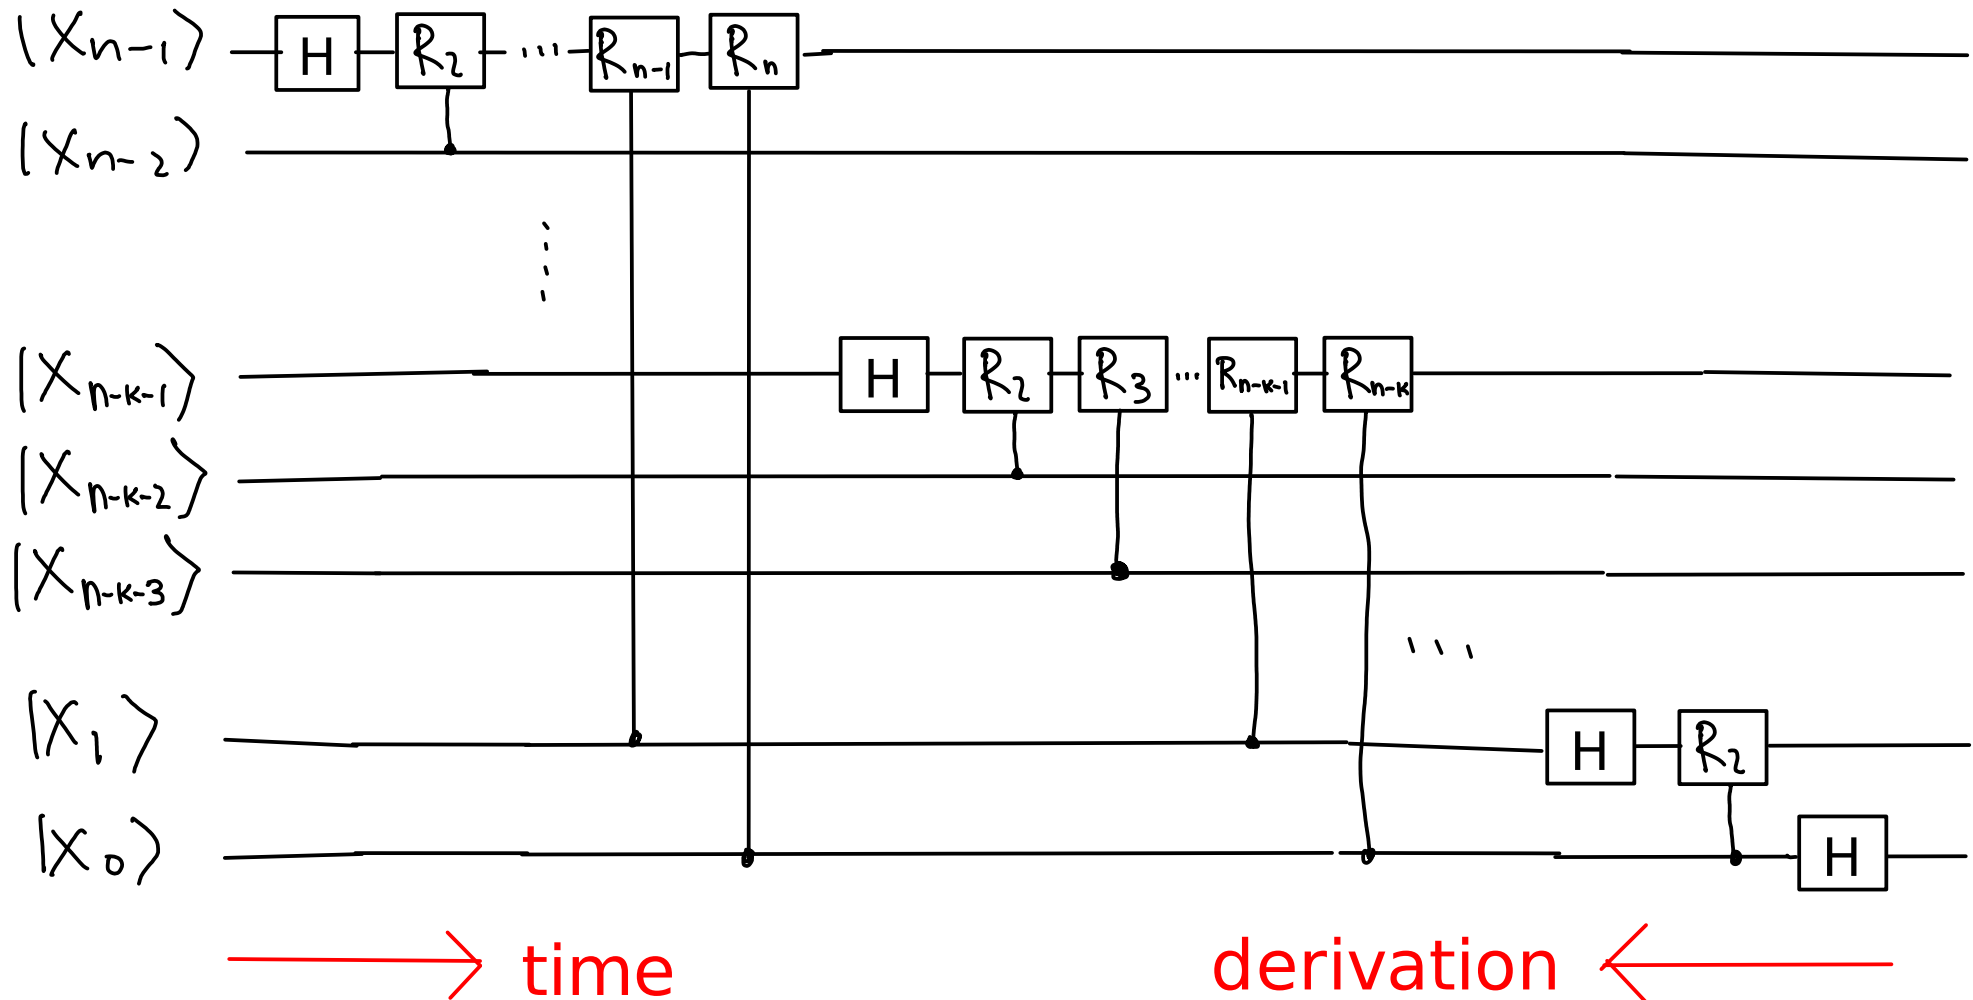 |X_{n-1}⟩ H R_2 ... R_{n-1} R_n
|X_{n-2}⟩
|X_{n-k-1}⟩ H R_2 R_3 ... R_{n-k-1} R_{n-k}
|X_{n-k-2}⟩
|X_{n-k-3}⟩
|X_1⟩ H R_2
|X_0⟩ H
time derivation